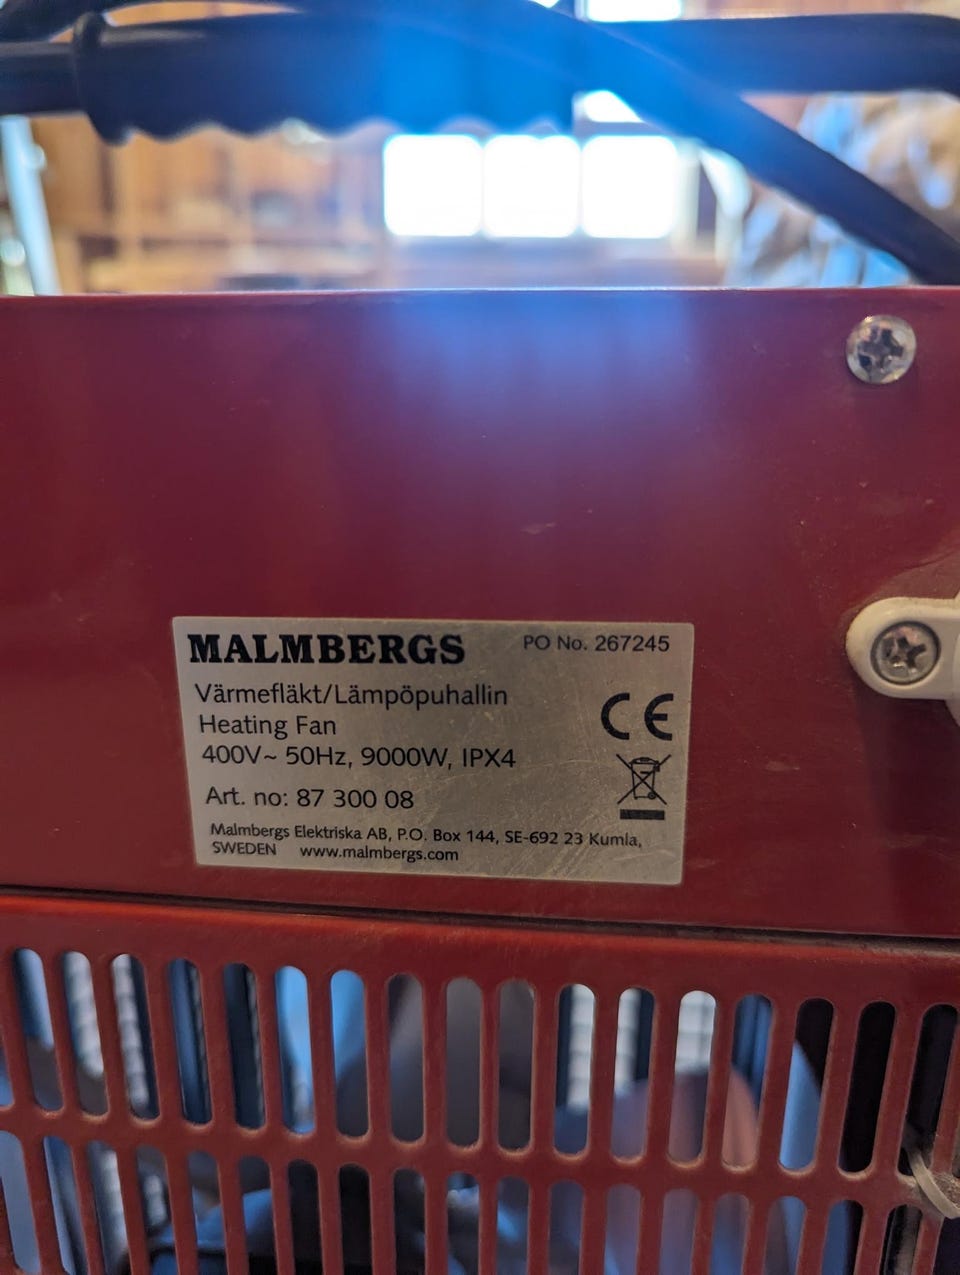 MALMBERGS PO No. 267245
Värmefläkt/Lämpöpuhallin
Heating Fan
CE
400V~ 50Hz, 9000W, IPX4
Art. no: 87 300 08
Malmbergs Elektriska AB, P.O. Box 144, SE-692 23 Kumla,
SWEDEN www.malmbergs.com